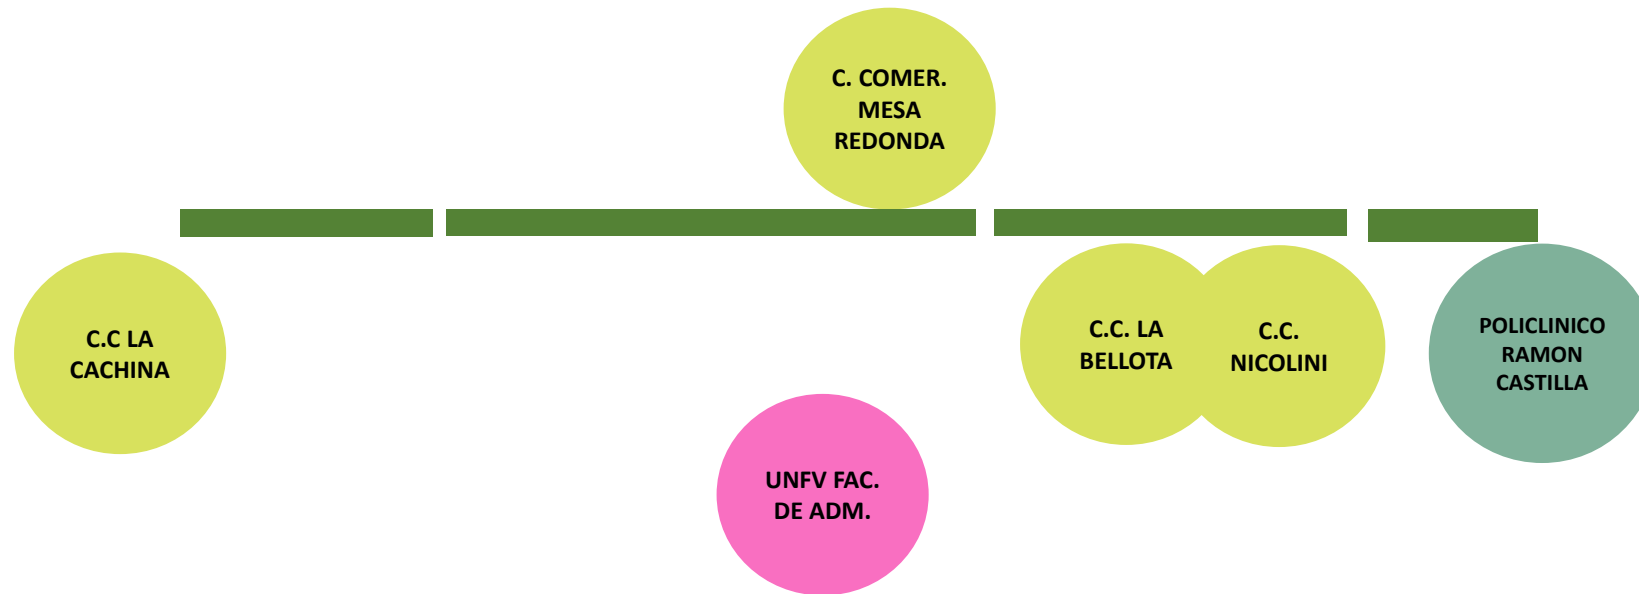 C. COMER.
MESA
REDONDA
C.C LA
CACHINA
C.C. LA
BELLOTA
C.C.
NICOLINI
POLICLINICO
RAMON
CASTILLA
UNFV FAC.
DE ADM.